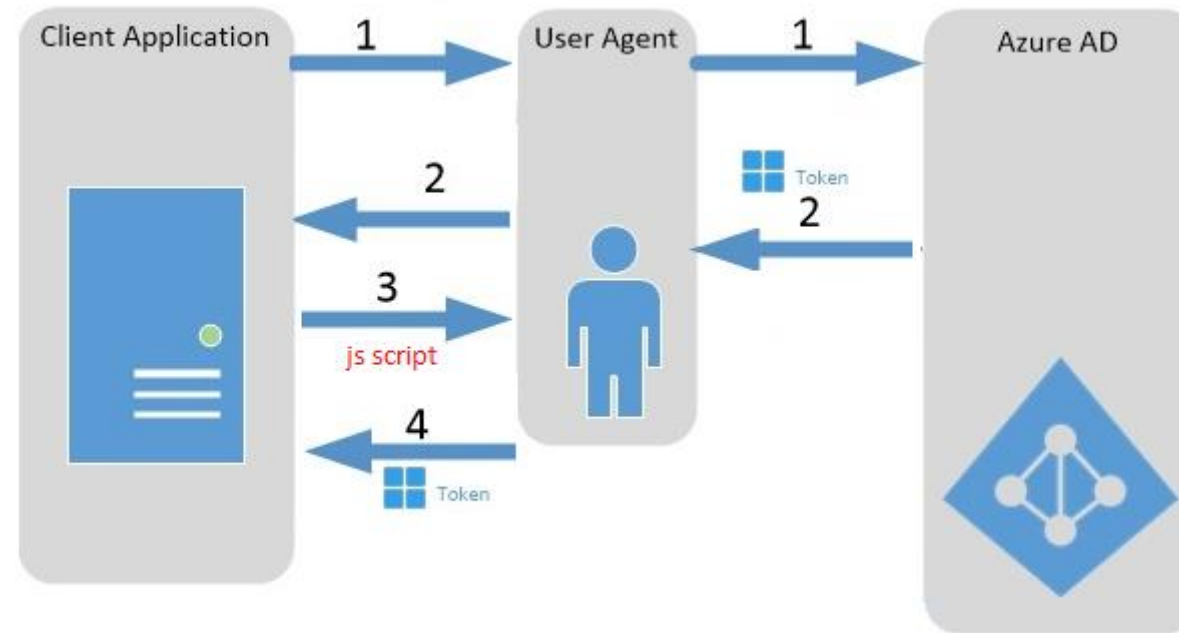 Client Application
1
User Agent
1
Azure AD
2
Token
2
3
js script
4
Token